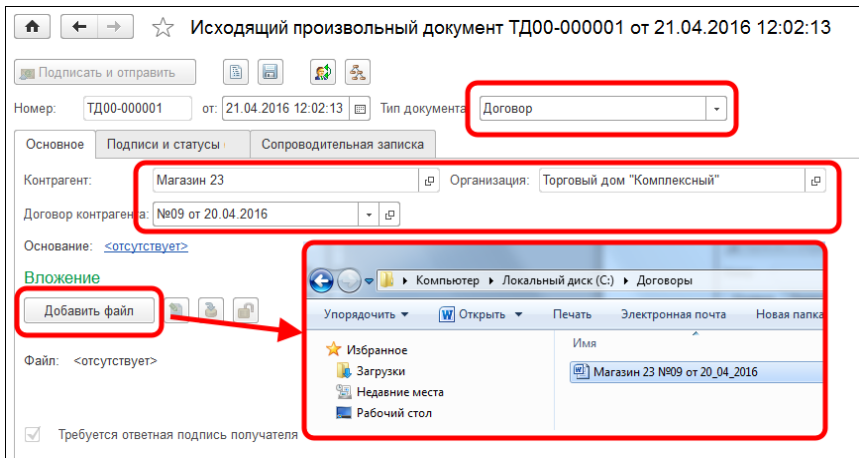 Исходящий произвольный документ ТД00-000001 от 21.04.2016 12:02:13
Подписать и отправить
Номер: ТД00-000001 от: 21.04.2016 12:02:13 Тип документа Договор
Основное Подписи и статусы Сопроводительная записка
Контрагент: Магазин 23 Организация: Торговый дом "Комплексный"
Договор контрагента: №09 от 20.04.2016
Основание: <отсутствует>
Вложение
Компьютер Локальный диск (C:) Договоры
Добавить файл
Упорядочить Открыть Печать Электронная почта Новая папка
Имя
Избранное
Файл: <отсутствует>
Загрузки
Магазин 23 №09 от 20_04_2016
Недавние места
Рабочий стол
Требуется ответная подпись получателя